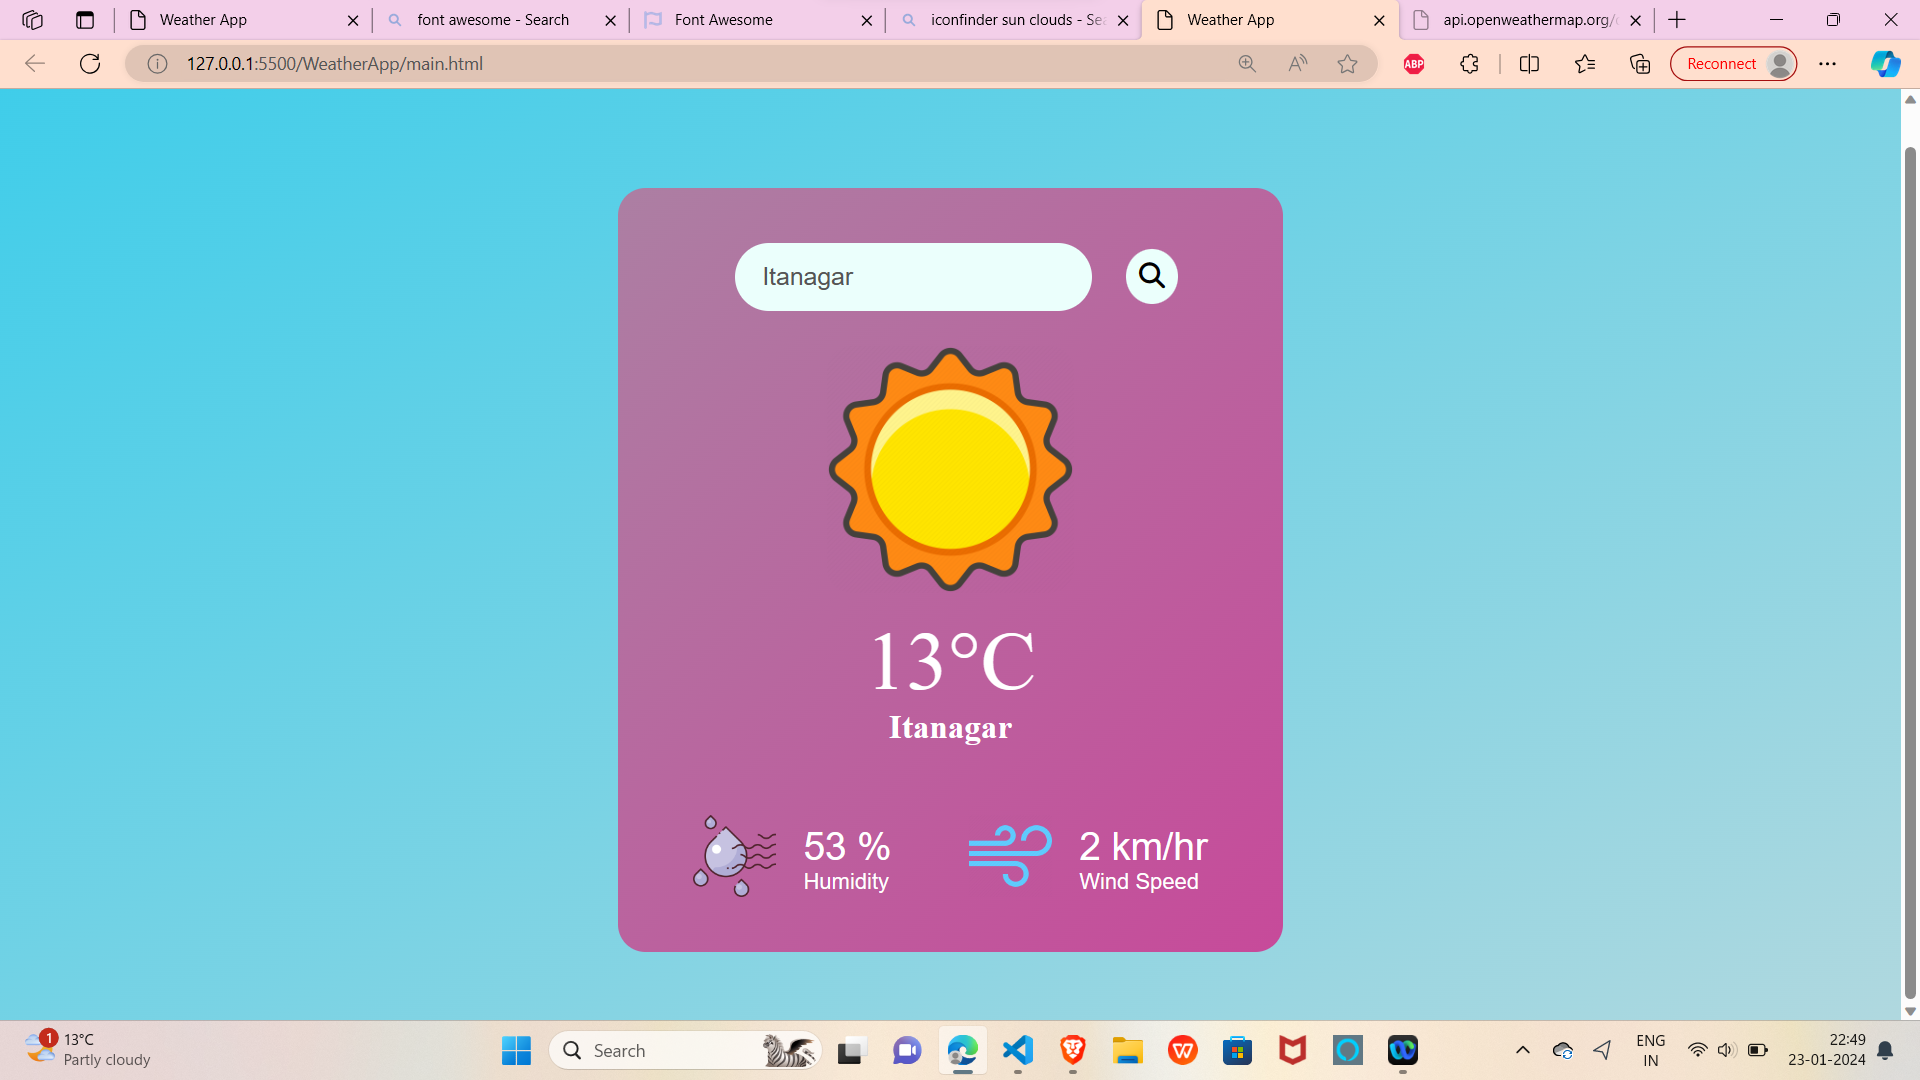 Weather App
font awesome - Search
Font Awesome
iconfinder sun clouds - Sea
Weather App
api.openweathermap.org/
127.0.0.1:5500/WeatherApp/main.html
ABP
Reconnect
Itanagar
13°C
Itanagar
53 %
Humidity
2 km/hr
Wind Speed
1
13°C
Partly cloudy
Search
ENG
IN
22:49
23-01-2024